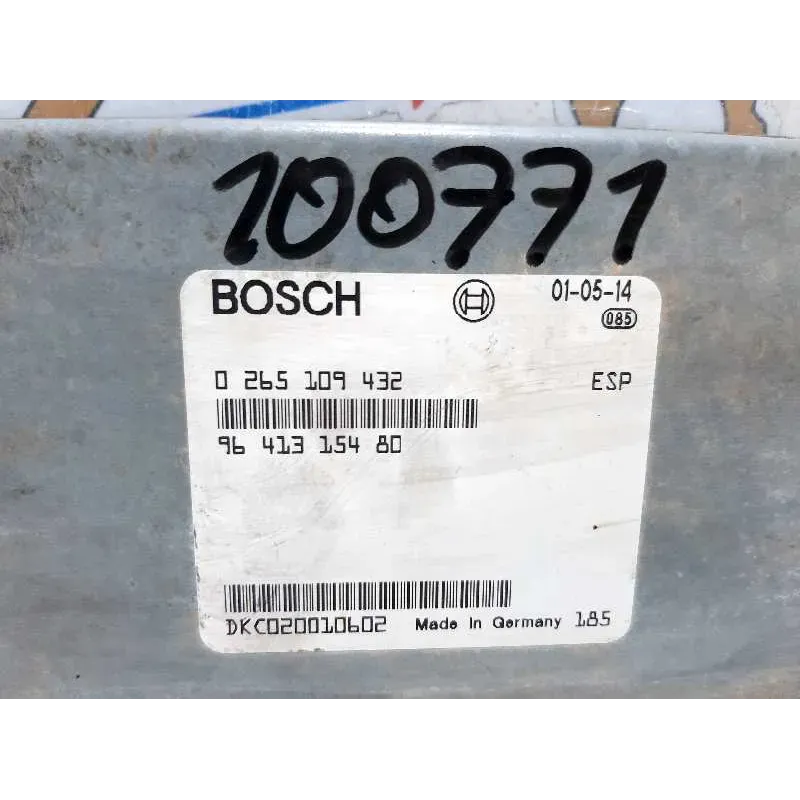 100771
BOSCH 01-05-14
085
0 265 109 432 ESP
96 413 154 80
DKC020010602 Made In Germany 185